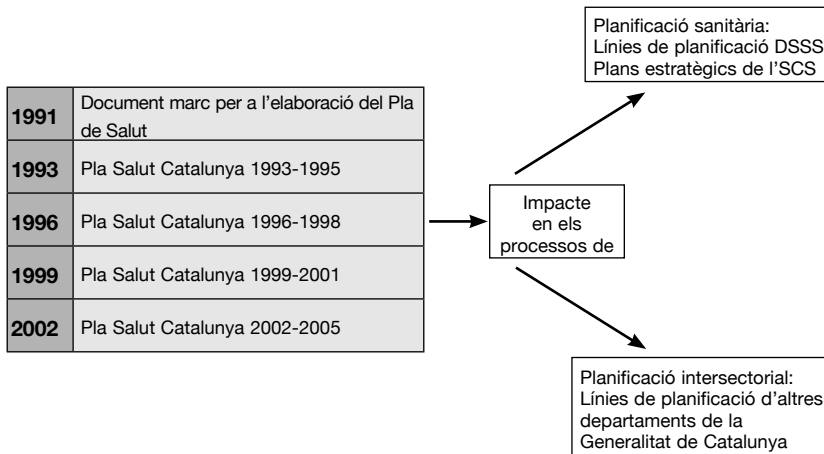 Planificació sanitària:
Línies de planificació DSSS
Plans estratègics de l'SCS
1991
Document marc per a l'elaboració del Pla
de Salut
1993
Pla Salut Catalunya 1993-1995
1996
Pla Salut Catalunya 1996-1998
1999
Pla Salut Catalunya 1999-2001
2002
Pla Salut Catalunya 2002-2005
Impacte
en els
processos de
Planificació intersectorial:
Línies de planificació d'altres
departaments de la
Generalitat de Catalunya